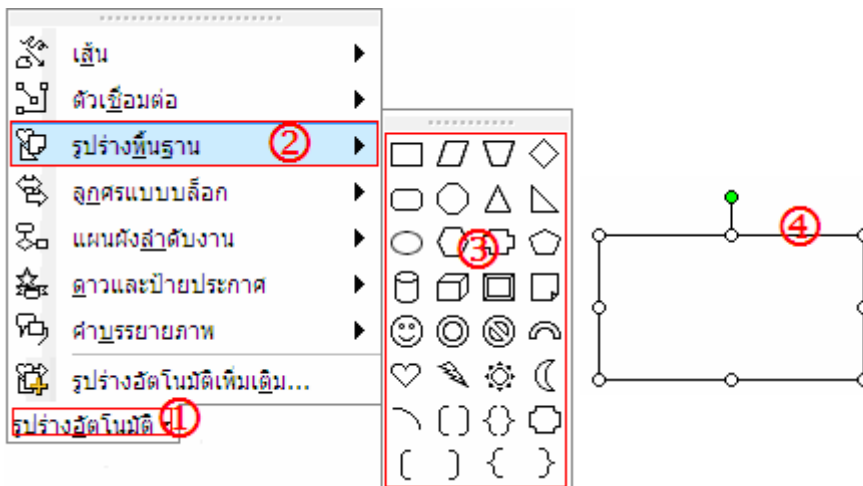 เส้น
ตัวเชื่อมต่อ
รูปร่างพื้นฐาน ②
ลูกศรแบบบล็อก
แผนผังลำดับงาน
ดาวและป้ายประกาศ
คำบรรยายภาพ
รูปร่างอัตโนมัติเพิ่มเติม...
รูปร่างอัตโนมัติ ①
③
④